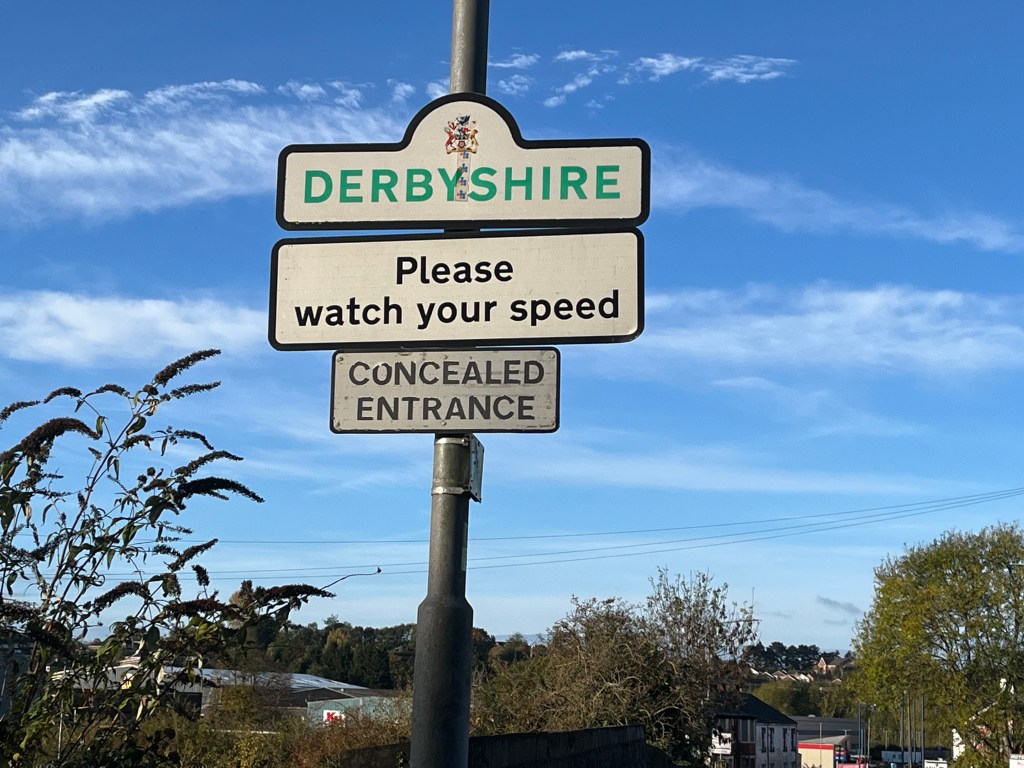 DERBYSHIRE
Please
watch your speed
CONCEALED
ENTRANCE